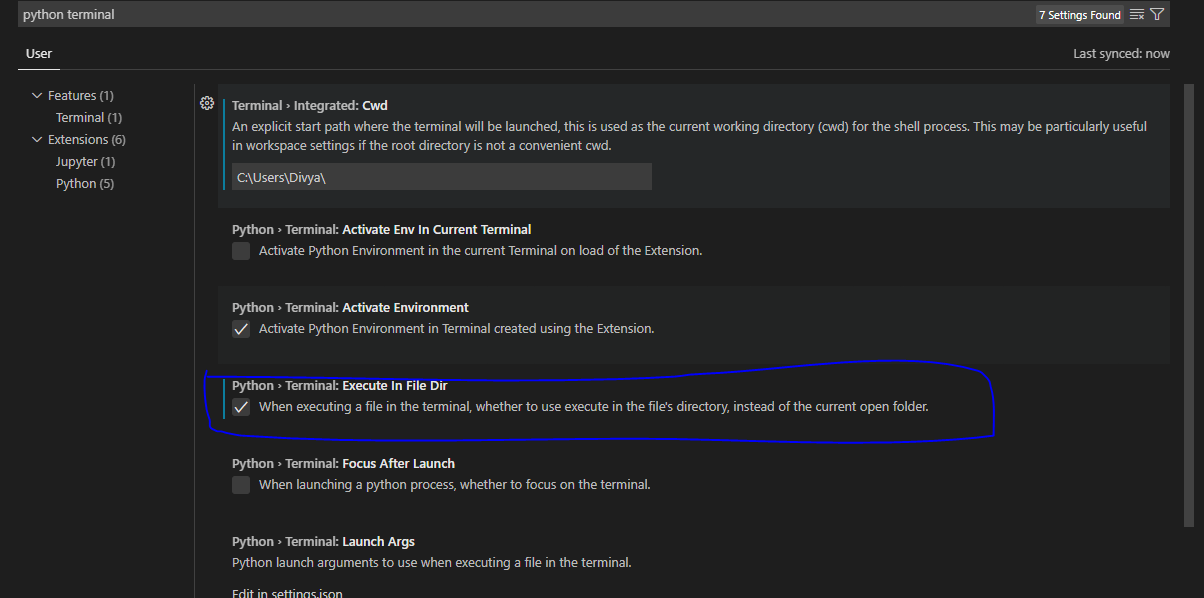 python terminal
7 Settings Found
User
Last synced: now
Features (1)
Terminal (1)
Extensions (6)
Jupyter (1)
Python (5)
Terminal › Integrated: Cwd
An explicit start path where the terminal will be launched, this is used as the current working directory (cwd) for the shell process. This may be particularly useful
in workspace settings if the root directory is not a convenient cwd.
C:\Users\Divya\
Python › Terminal: Activate Env In Current Terminal
Activate Python Environment in the current Terminal on load of the Extension.
Python › Terminal: Activate Environment
Activate Python Environment in Terminal created using the Extension.
Python › Terminal: Execute In File Dir
When executing a file in the terminal, whether to use execute in the file's directory, instead of the current open folder.
Python › Terminal: Focus After Launch
When launching a python process, whether to focus on the terminal.
Python › Terminal: Launch Args
Python launch arguments to use when executing a file in the terminal.
Edit in settings.json